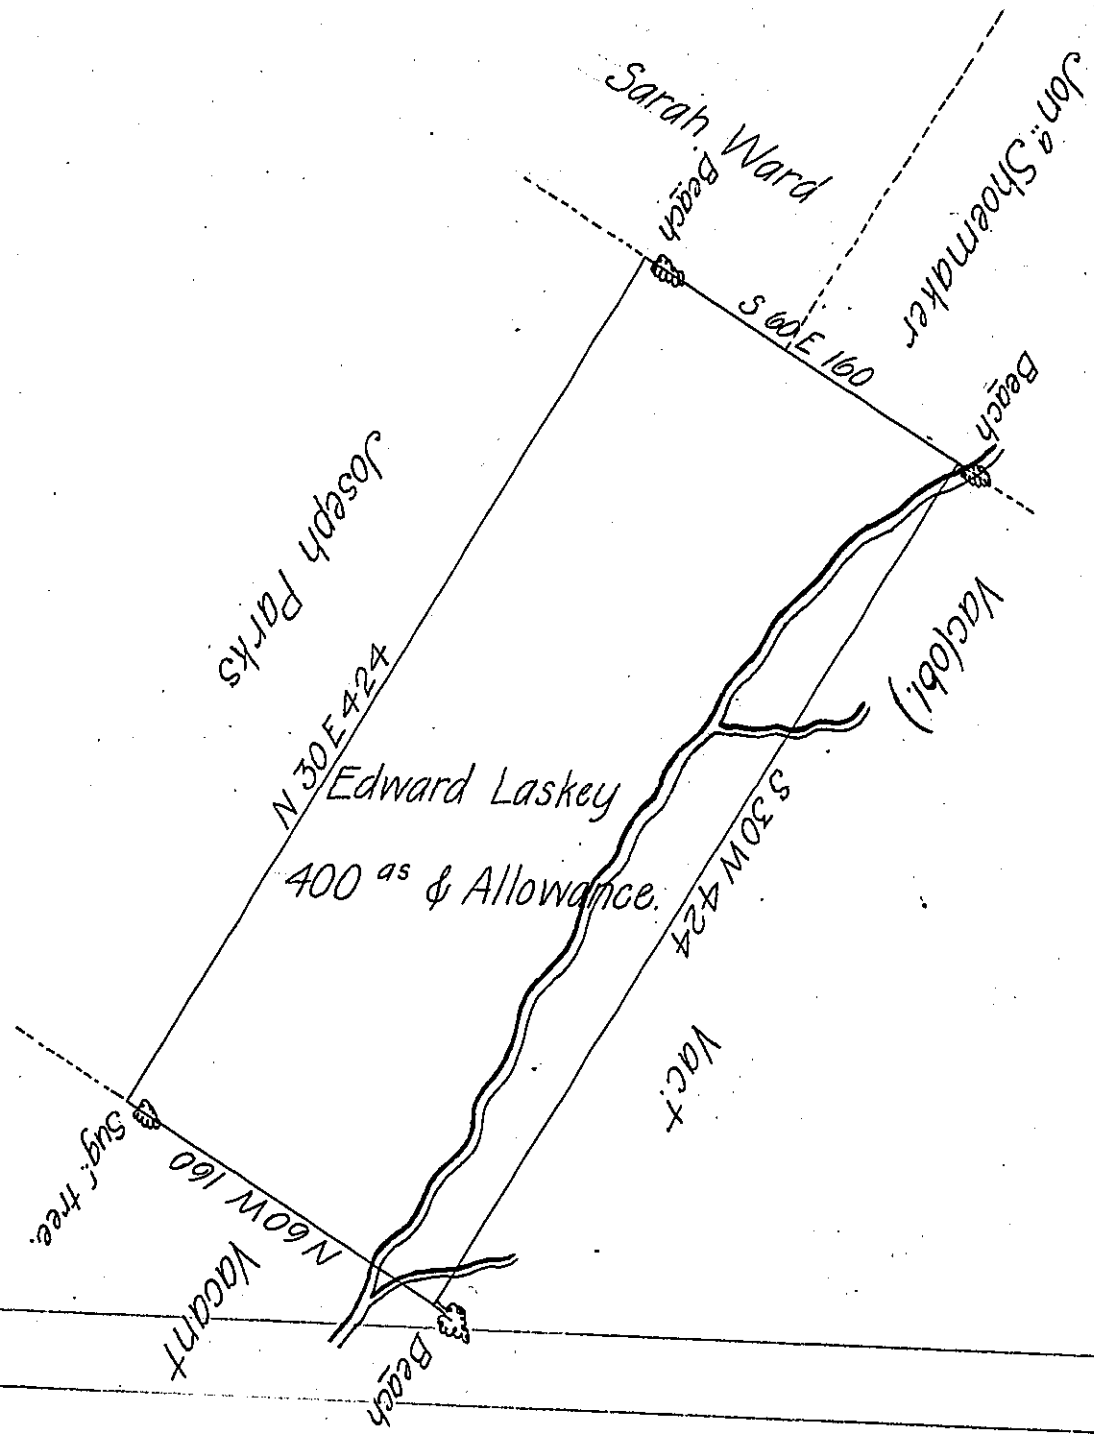 Sarah Ward
Jon.a Shoemaker
Beach
S 60 E 160
Beach
Joseph Parks
Vac(obl.)
N 30 E 424
Edward Laskey
400 as & Allowance.
S 30 W 424
Vac.t
Sug.r tree.
N 60 W 160
Vacant
Beach